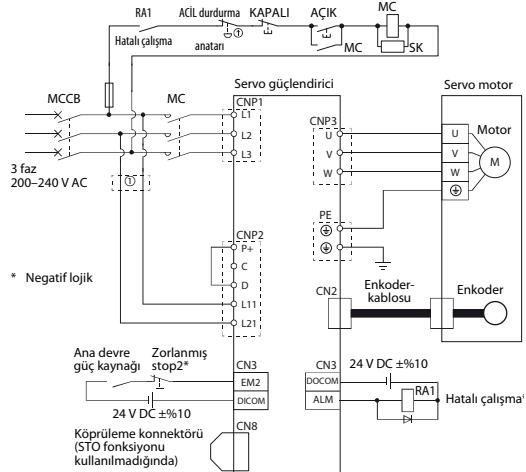 RA1
ACİL durdurma
KAPALI
AÇIK
MC
①
Hatalı çalışma
anatarı
MC
SK
Servo güçlendirici
Servo motor
MCCB
MC
CNP1
L1
L2
L3
CNP3
U
V
W
U
V
W
Motor
M
3 faz
200–240 V AC
①
PE
CNP2
P+
C
D
L11
L21
* Negatif lojik
CN2
Enkoder-
kablosu
Enkoder
Ana devre
güç kaynağı
Zorlanmış
stop2*
CN3
EM2
DICOM
24 V DC ±%10
CN3
DOCOM
ALM
24 V DC ±%10
RA1
Hatalı çalışma*
CN8
Köprüleme konnektörü
(STO fonksiyonu
kullanılmadığında)